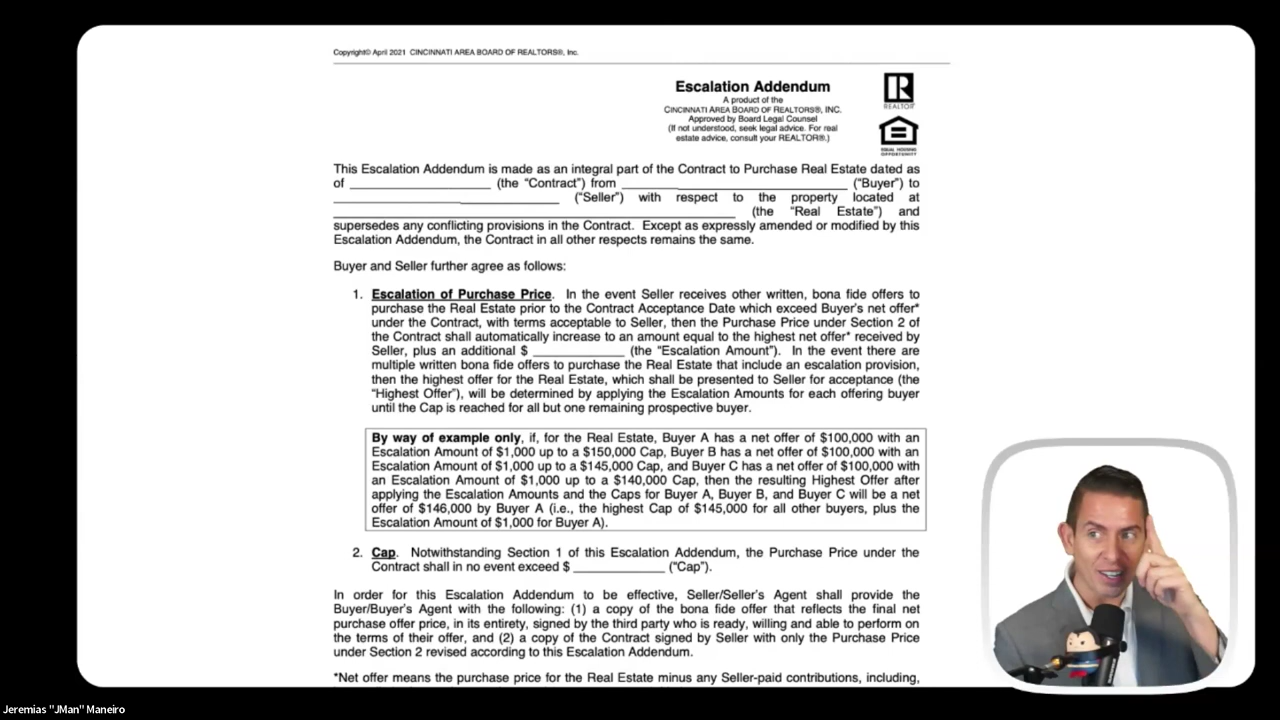 Copyright© April 2021 CINCINNATI AREA BOARD OF REALTORS®, Inc.
Escalation Addendum
A product of the
CINCINNATI AREA BOARD OF REALTORS®, INC.
Approved by Board Legal Counsel
(If not understood, seek legal advice. For real
estate advice, consult your REALTOR®.)
REALTOR®
EQUAL HOUSING
OPPORTUNITY
This Escalation Addendum is made as an integral part of the Contract to Purchase Real Estate dated as
of ____________________ (the “Contract”) from ________________________________ (“Buyer”) to
________________________________ (“Seller”) with respect to the property located at
_________________________________________________________ (the “Real Estate”) and
supersedes any conflicting provisions in the Contract. Except as expressly amended or modified by this
Escalation Addendum, the Contract in all other respects remains the same.
Buyer and Seller further agree as follows:
1. Escalation of Purchase Price. In the event Seller receives other written, bona fide offers to
purchase the Real Estate prior to the Contract Acceptance Date which exceed Buyer's net offer*
under the Contract, with terms acceptable to Seller, then the Purchase Price under Section 2 of
the Contract shall automatically increase to an amount equal to the highest net offer* received by
Seller, plus an additional $ _____________ (the “Escalation Amount”). In the event there are
multiple written bona fide offers to purchase the Real Estate that include an escalation provision,
then the highest offer for the Real Estate, which shall be presented to Seller for acceptance (the
“Highest Offer”), will be determined by applying the Escalation Amounts for each offering buyer
until the Cap is reached for all but one remaining prospective buyer.
By way of example only, if, for the Real Estate, Buyer A has a net offer of $100,000 with an
Escalation Amount of $1,000 up to a $150,000 Cap, Buyer B has a net offer of $100,000 with an
Escalation Amount of $1,000 up to a $145,000 Cap, and Buyer C has a net offer of $100,000 with
an Escalation Amount of $1,000 up to a $140,000 Cap, then the resulting Highest Offer after
applying the Escalation Amounts and the Caps for Buyer A, Buyer B, and Buyer C will be a net
offer of $146,000 by Buyer A (i.e., the highest Cap of $145,000 for all other buyers, plus the
Escalation Amount of $1,000 for Buyer A).
2. Cap. Notwithstanding Section 1 of this Escalation Addendum, the Purchase Price under the
Contract shall in no event exceed $ _____________ (“Cap”).
In order for this Escalation Addendum to be effective, Seller/Seller's Agent shall provide the
Buyer/Buyer's Agent with the following: (1) a copy of the bona fide offer that reflects the final net
purchase offer price, in its entirety, signed by the third party who is ready, willing and able to perform on
the terms of their offer, and (2) a copy of the Contract signed by Seller with only the Purchase Price
under Section 2 revised according to this Escalation Addendum.
*Net offer means the purchase price for the Real Estate minus any Seller-paid contributions, including,
Jeremias "JMan" Maneiro